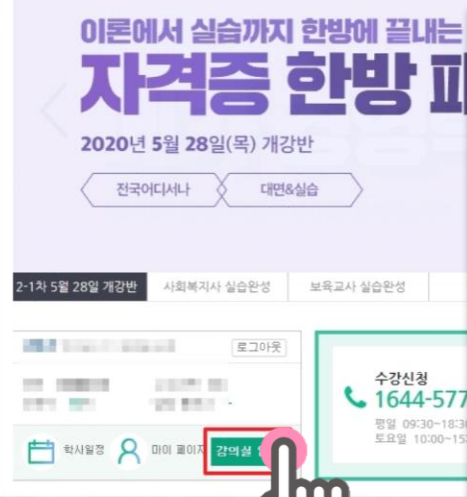 이론에서 실습까지 한방에 끝내는
자격증 한방
2020년 5월 28일(목) 개강반
전국어디서나
대면&실습
2-1차 5월 28일 개강반
사회복지사 실습완성
보육교사 실습완성
로그아웃
수강신청
1644-577
평일 09:30~18:30
토요일 10:00~15:
학사일정
마이 페이지
강의실